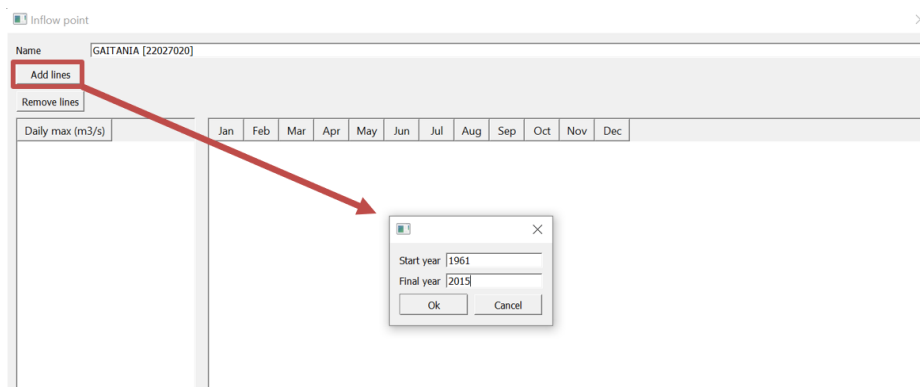 Inflow point
Name GAITANIA [22027020]
Add lines
Remove lines
Daily max (m3/s) Jan Feb Mar Apr May Jun Jul Aug Sep Oct Nov Dec
Start year 1961
Final year 2015
Ok Cancel